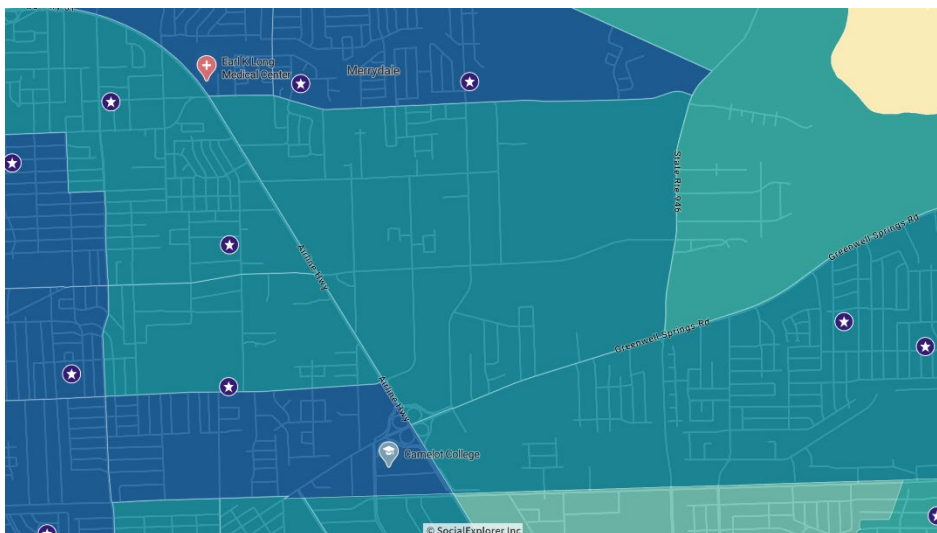 Earl K Long
Medical Center
Merrydale
State Rte 946
Greenwell Springs Rd
Airline Hwy
Greenwell Springs Rd
Airline Hwy
Camelot College
© SocialExplorer Inc